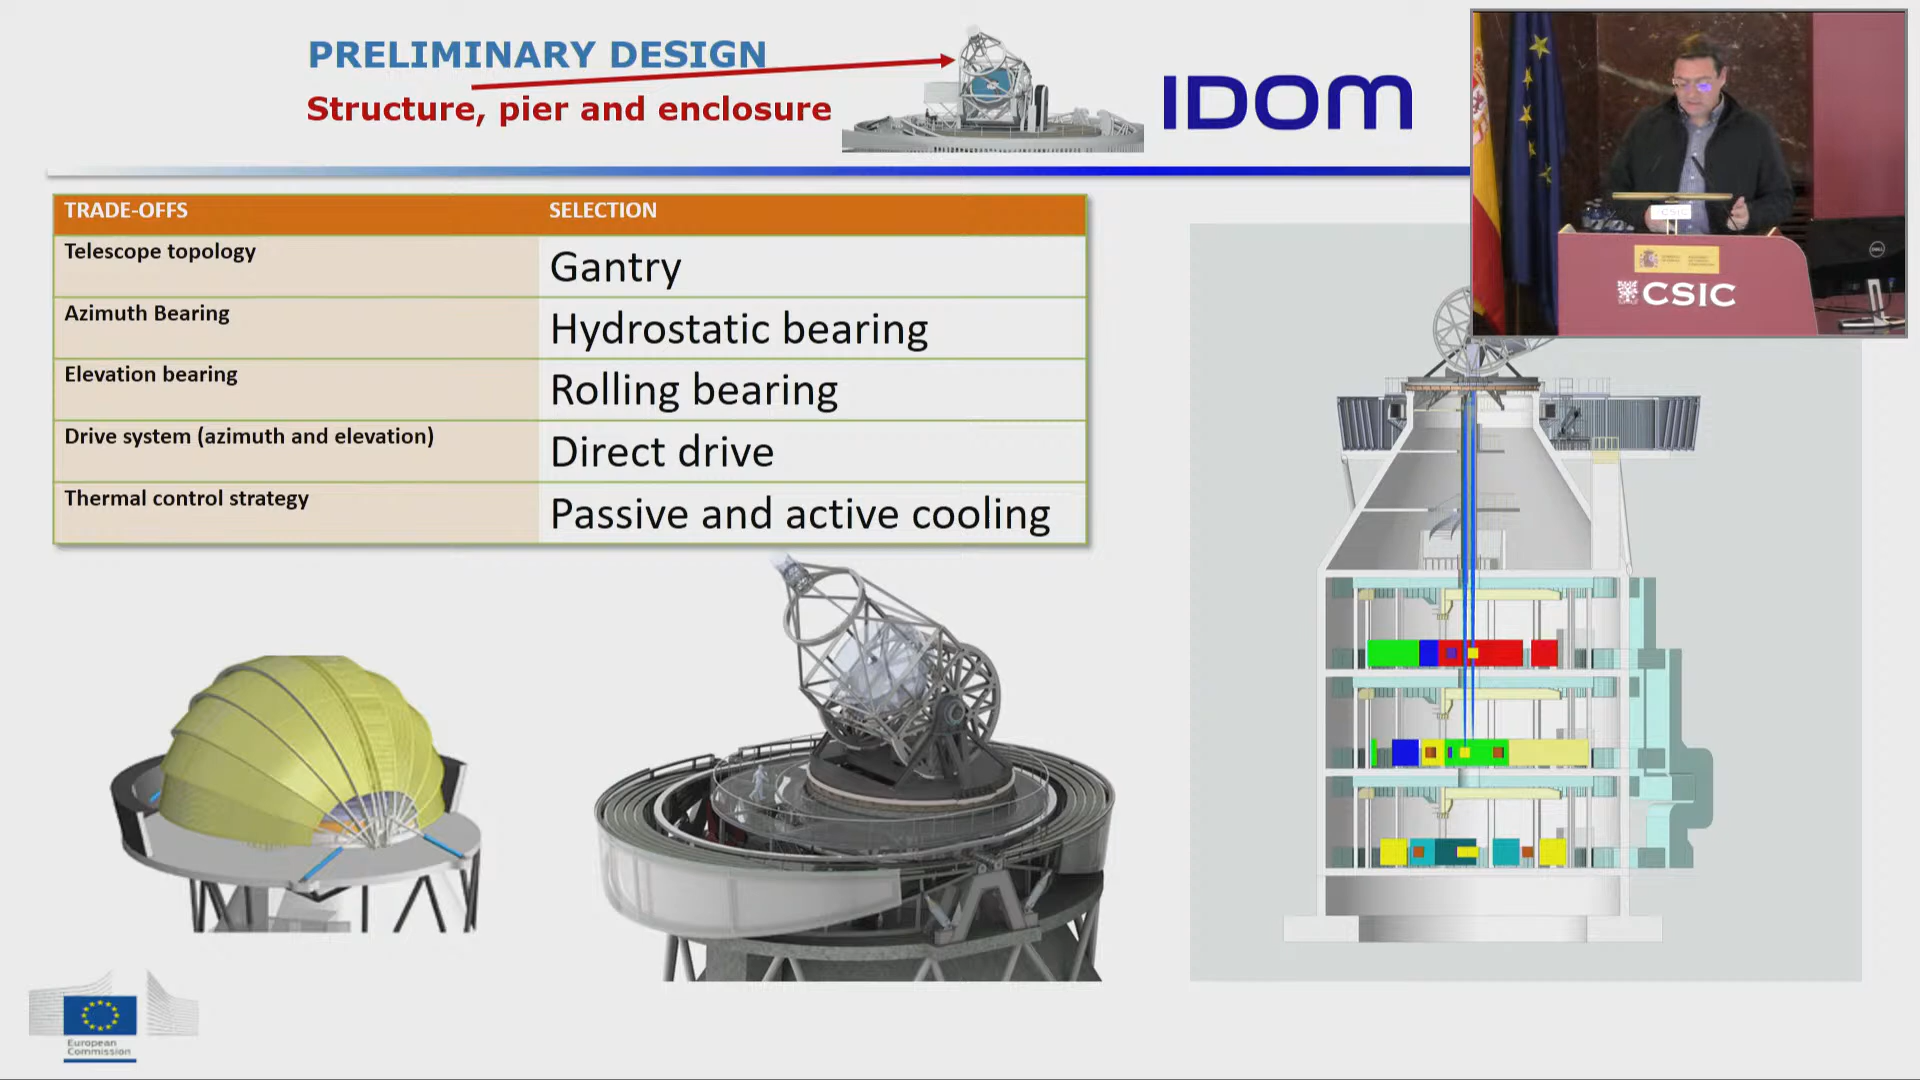 PRELIMINARY DESIGN
Structure, pier and enclosure
IDOM
TRADE-OFFS SELECTION
Telescope topology Gantry
Azimuth Bearing Hydrostatic bearing
Elevation bearing Rolling bearing
Drive system (azimuth and elevation) Direct drive
Thermal control strategy Passive and active cooling
CSIC
DELL
CSIC
European
Commission